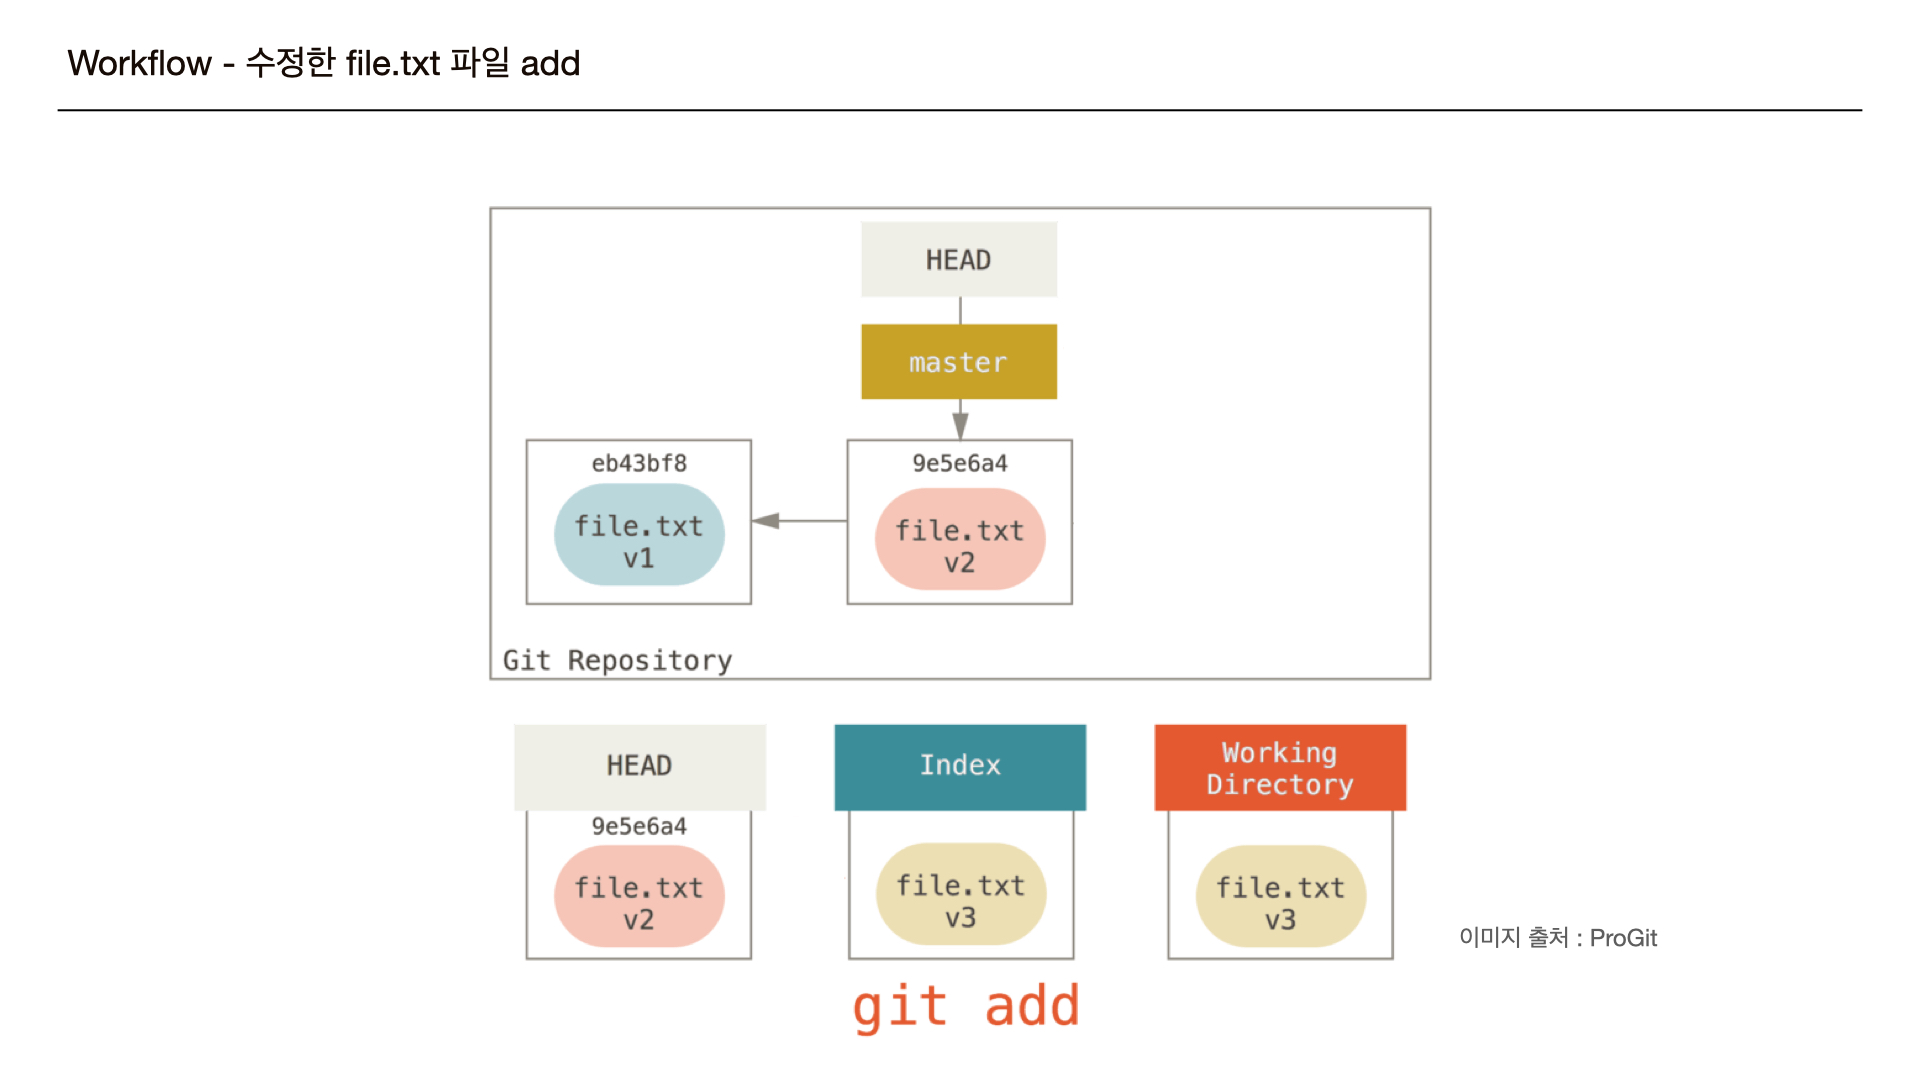 Workflow - 수정한 file.txt 파일 add
HEAD
master
eb43bf8
file.txt
v1
9e5e6a4
file.txt
v2
Git Repository
HEAD
9e5e6a4
file.txt
v2
Index
file.txt
v3
Working
Directory
file.txt
v3
이미지 출처 : ProGit
git add